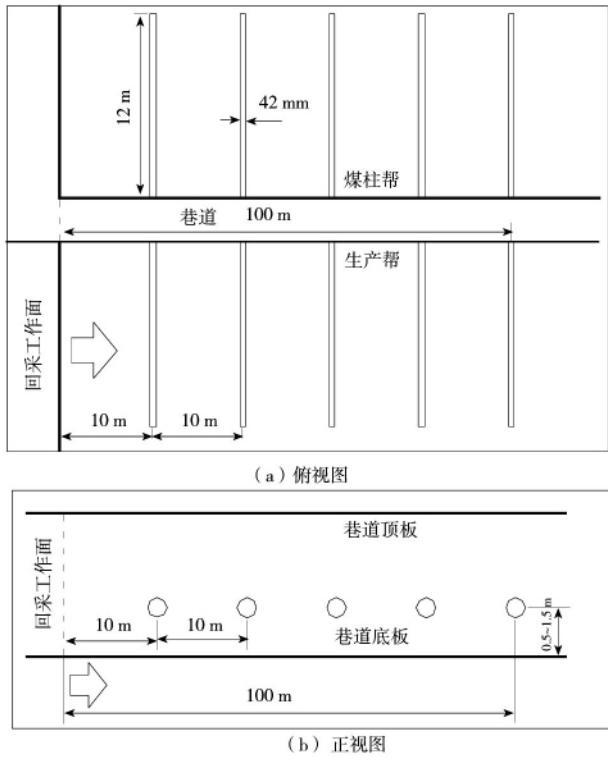 12 m
42 mm
煤柱帮
巷道
100 m
生产帮
回采工作面
10 m
10 m
（a）俯视图
回采工作面
巷道顶板
10 m
10 m
巷道底板
0.5~1.5 m
100 m
（b）正视图